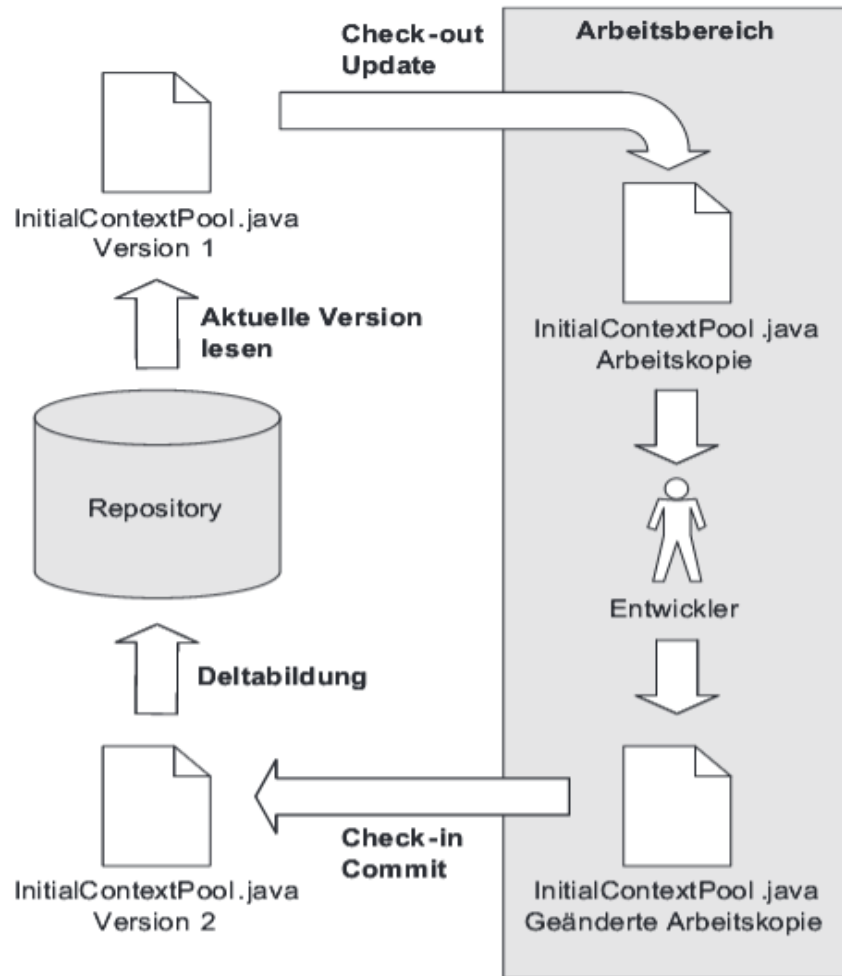 Check-out
Update
Arbeitsbereich
InitialContextPool.java
Version 1
InitialContextPool .java
Arbeitskopie
Aktuelle Version
lesen
Repository
Entwickler
Deltabildung
Check-in
Commit
InitialContextPool.java
Version 2
InitialContextPool .java
Geänderte Arbeitskopie